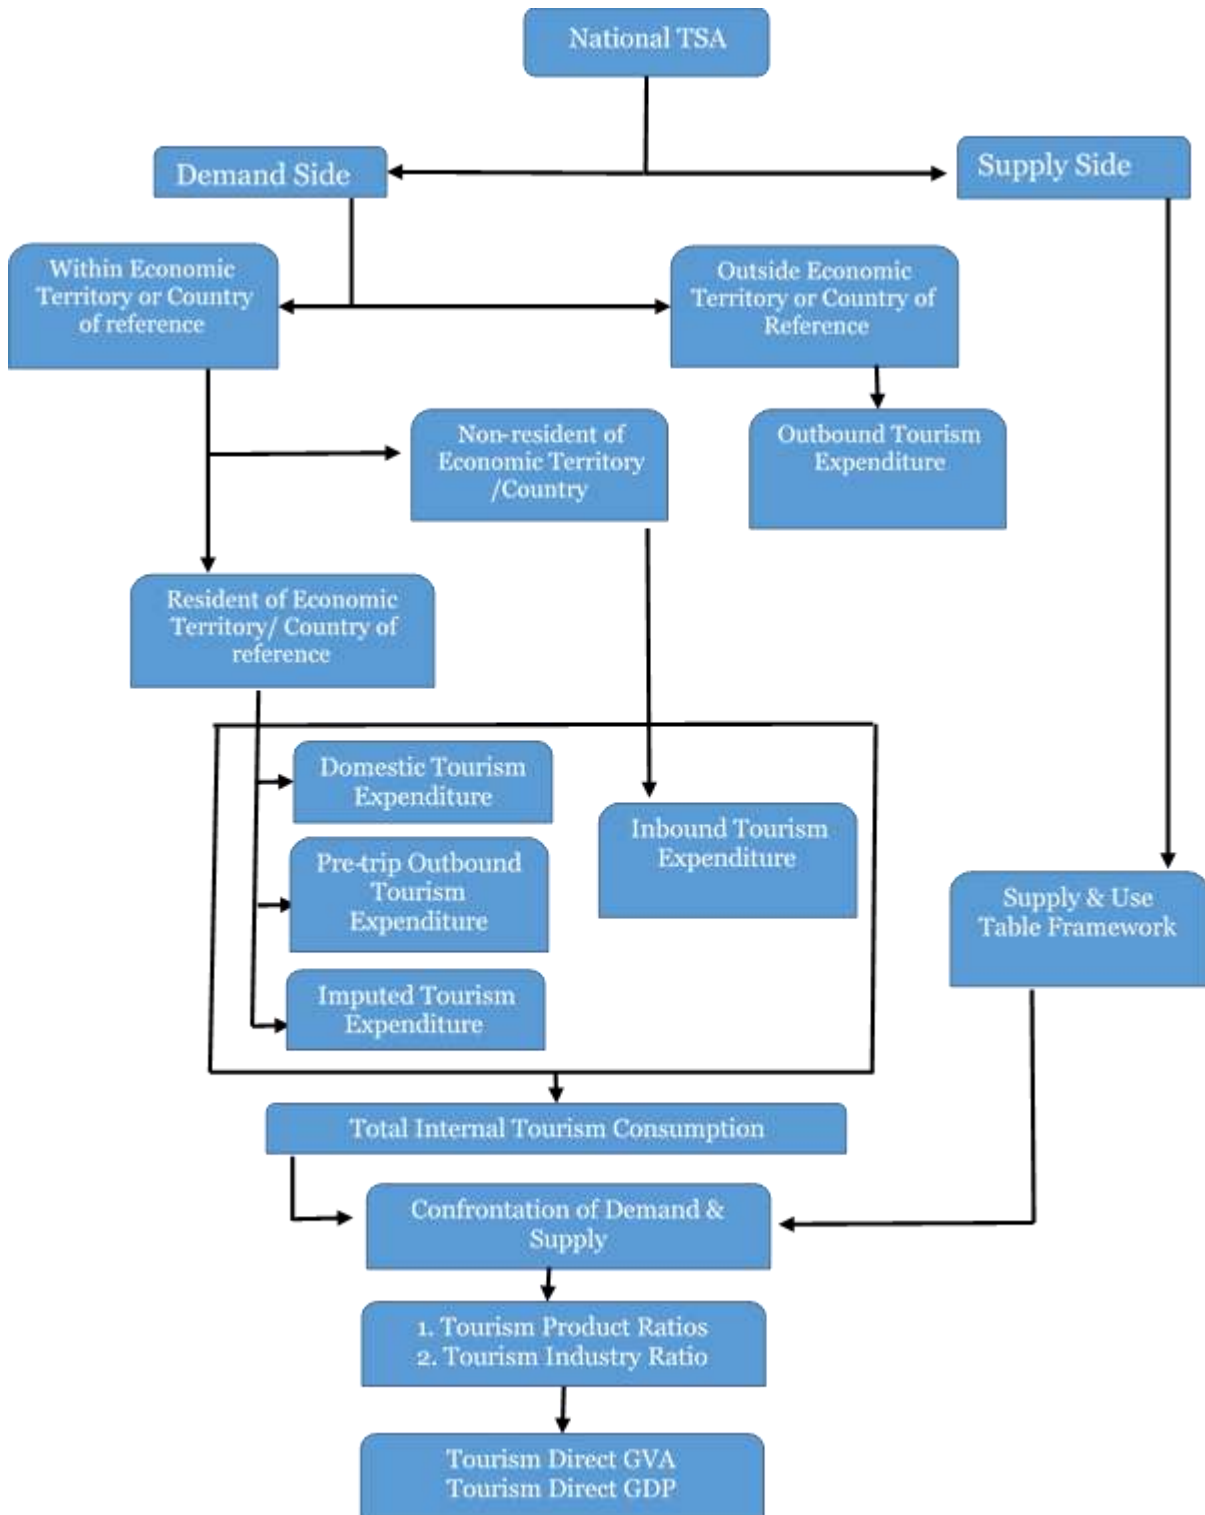 National TSA
Demand Side
Supply Side
Within Economic
Territory or Country
of reference
Outside Economic
Territory or Country of
Reference
Non-resident of
Economic Territory
/Country
Outbound Tourism
Expenditure
Resident of Economic
Territory/ Country of
reference
Domestic Tourism
Expenditure
Inbound Tourism
Expenditure
Pre-trip Outbound
Tourism
Expenditure
Supply & Use
Table Framework
Imputed Tourism
Expenditure
Total Internal Tourism Consumption
Confrontation of Demand &
Supply
1. Tourism Product Ratios
2. Tourism Industry Ratio
Tourism Direct GVA
Tourism Direct GDP